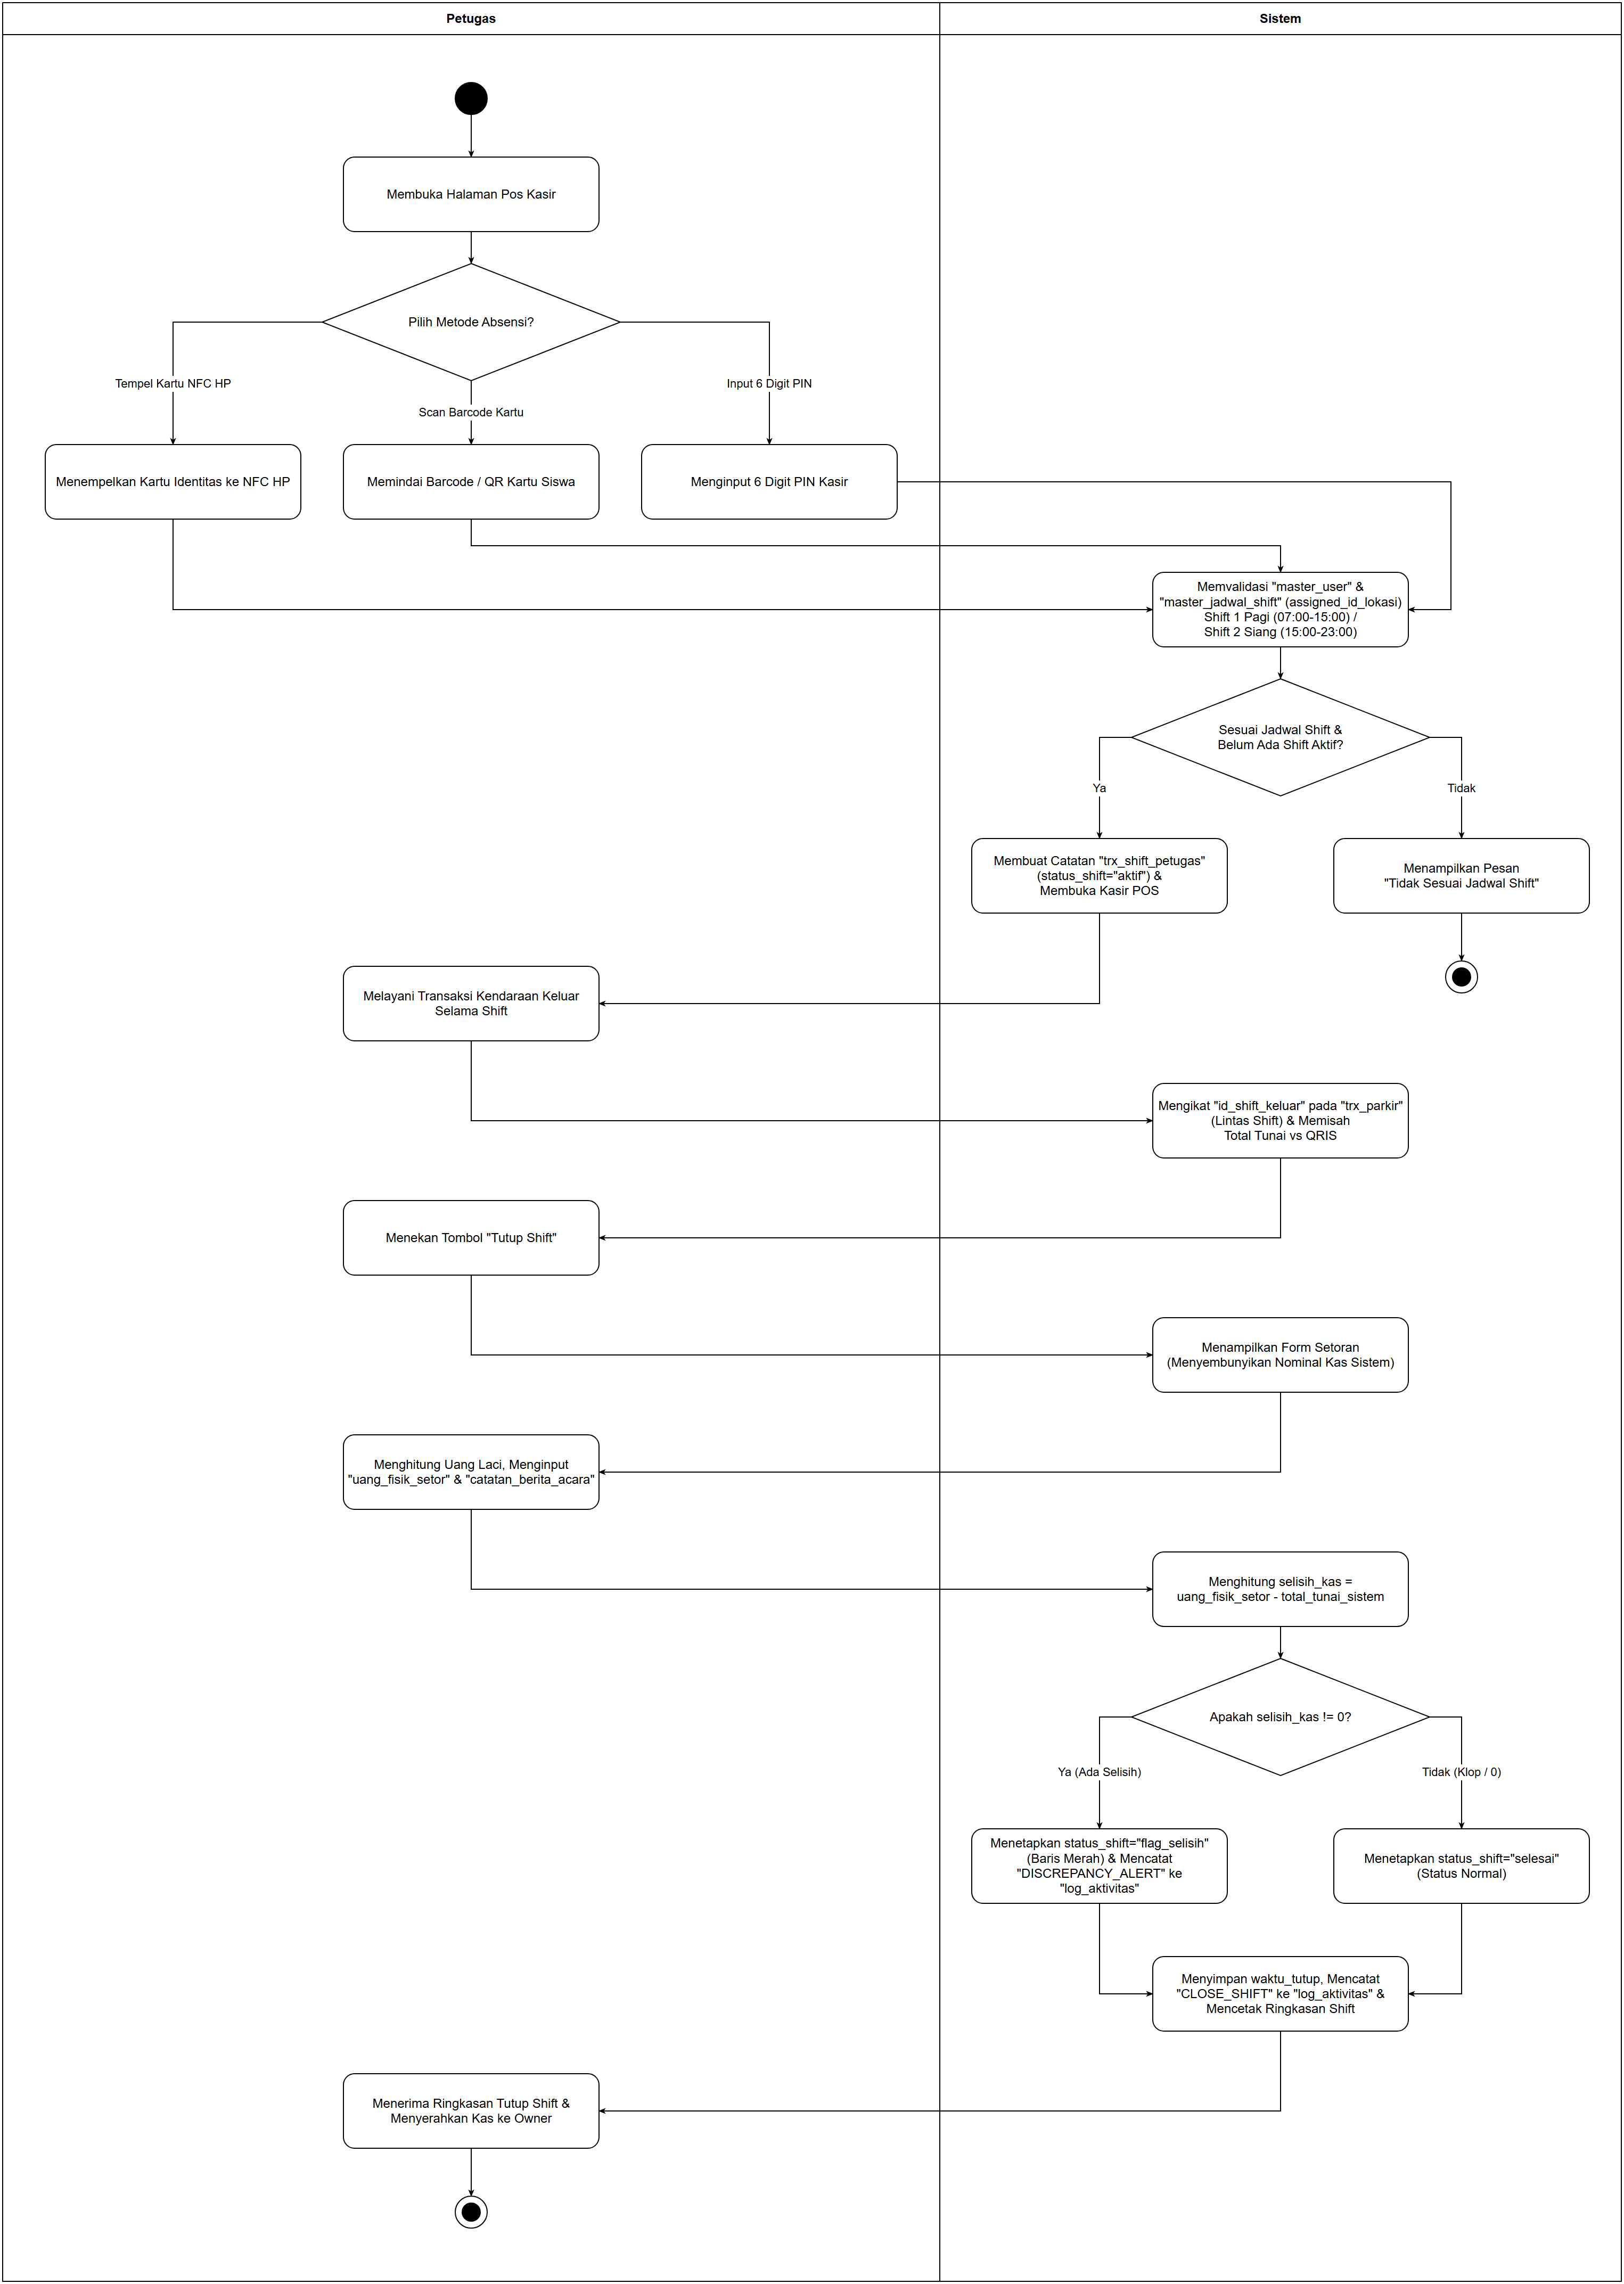 Petugas
Sistem
Membuka Halaman Pos Kasir
Pilih Metode Absensi?
Tempel Kartu NFC HP
Scan Barcode Kartu
Input 6 Digit PIN
Menempelkan Kartu Identitas ke NFC HP
Memindai Barcode / QR Kartu Siswa
Menginput 6 Digit PIN Kasir
Memvalidasi "master_user" &
"master_jadwal_shift" (assigned_id_lokasi)
Shift 1 Pagi (07:00-15:00) /
Shift 2 Siang (15:00-23:00)
Sesuai Jadwal Shift &
Belum Ada Shift Aktif?
Ya
Tidak
Membuat Catatan "trx_shift_petugas"
(status_shift="aktif") &
Membuka Kasir POS
Menampilkan Pesan
"Tidak Sesuai Jadwal Shift"
Melayani Transaksi Kendaraan Keluar
Selama Shift
Mengikat "id_shift_keluar" pada "trx_parkir"
(Lintas Shift) & Memisah
Total Tunai vs QRIS
Menekan Tombol "Tutup Shift"
Menampilkan Form Setoran
(Menyembunyikan Nominal Kas Sistem)
Menghitung Uang Laci, Menginput
"uang_fisik_setor" & "catatan_berita_acara"
Menghitung selisih_kas =
uang_fisik_setor - total_tunai_sistem
Apakah selisih_kas != 0?
Ya (Ada Selisih)
Tidak (Klop / 0)
Menetapkan status_shift="flag_selisih"
(Baris Merah) & Mencatat
"DISCREPANCY_ALERT" ke
"log_aktivitas"
Menetapkan status_shift="selesai"
(Status Normal)
Menyimpan waktu_tutup, Mencatat
"CLOSE_SHIFT" ke "log_aktivitas" &
Mencetak Ringkasan Shift
Menerima Ringkasan Tutup Shift &
Menyerahkan Kas ke Owner